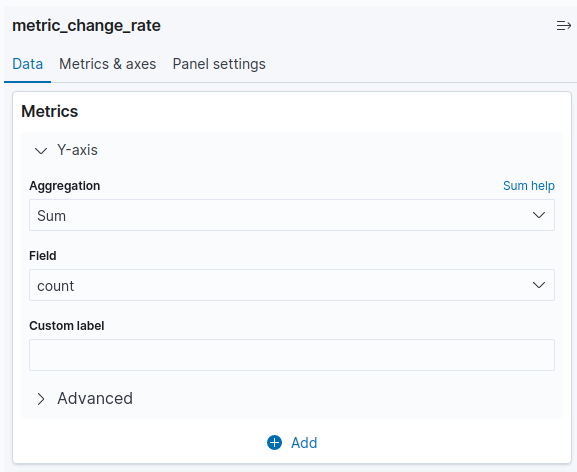 metric_change_rate
Data Metrics & axes Panel settings
Metrics
Y-axis
Aggregation Sum help
Sum
Field
count
Custom label
Advanced
Add